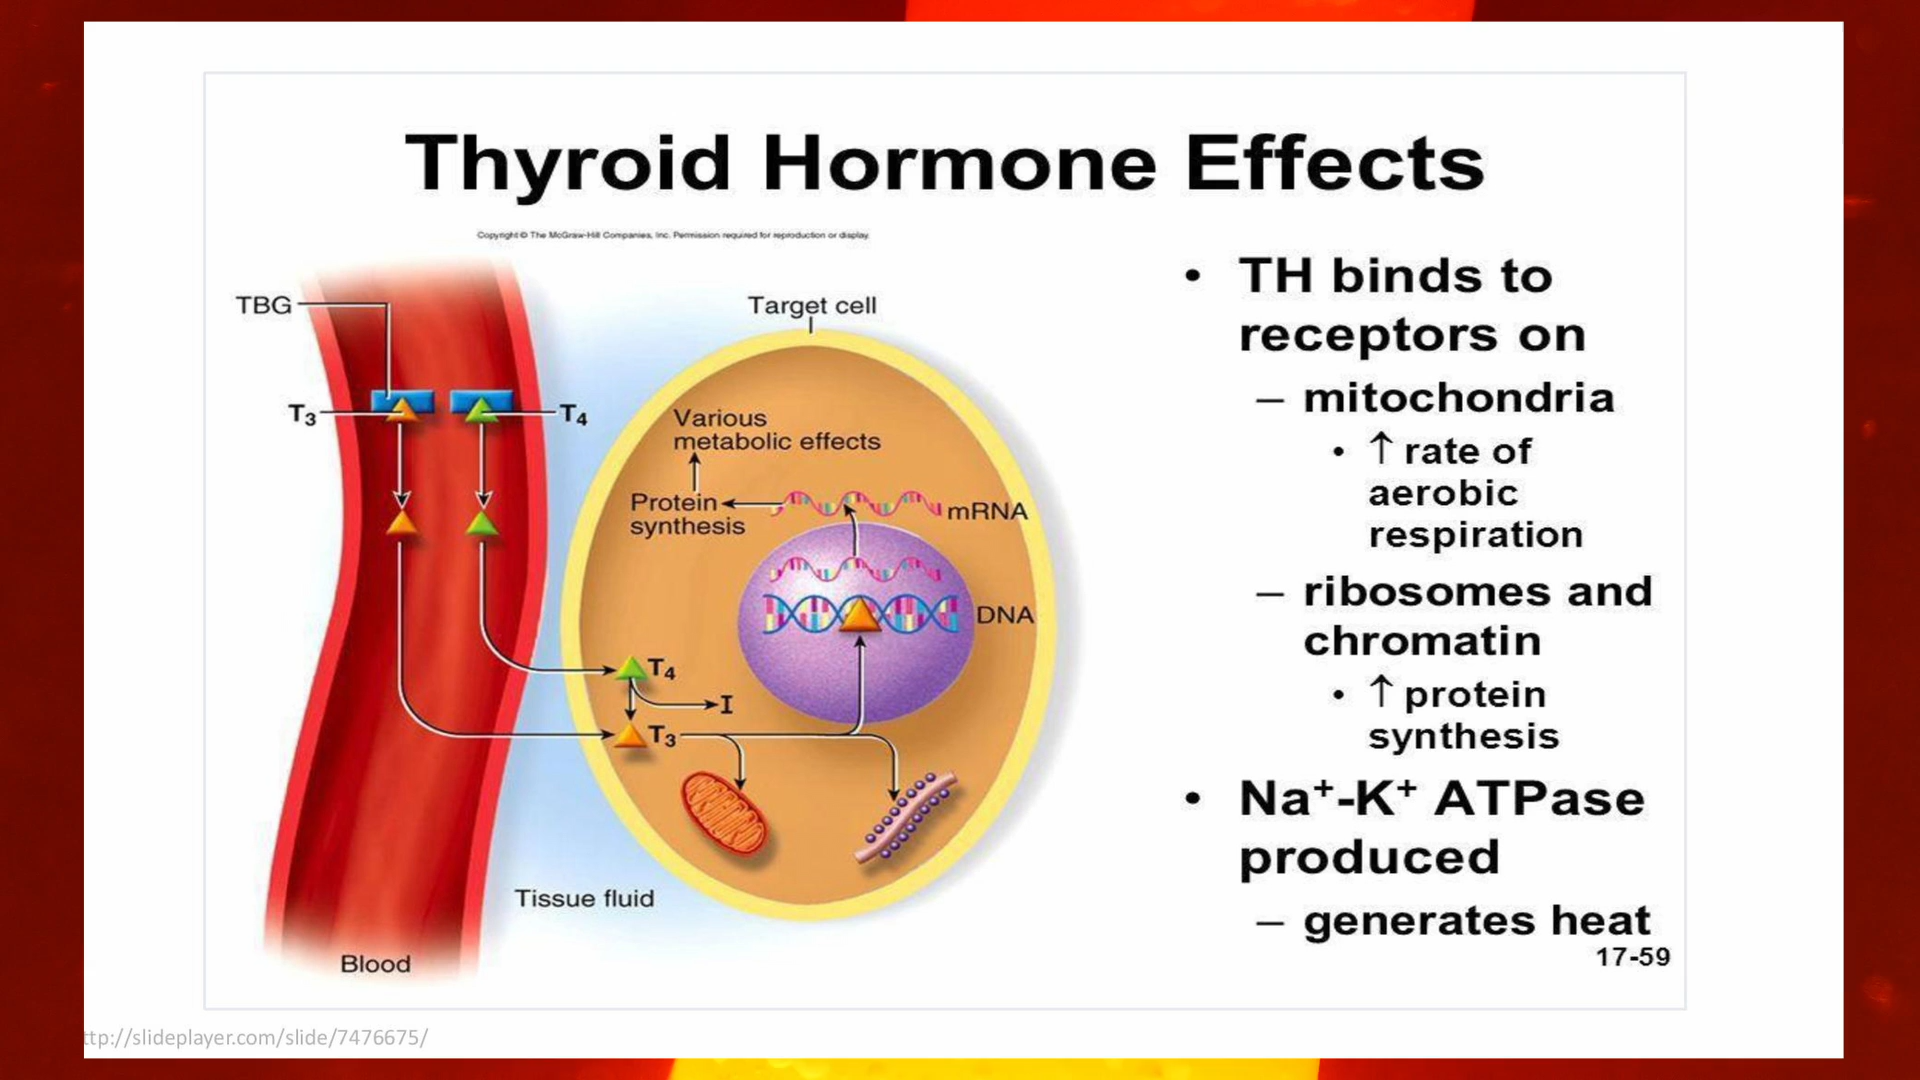 Thyroid Hormone Effects
Copyright © The McGraw-Hill Companies, Inc. Permission required for reproduction or display.
TBG
Target cell
T₃
T₄
Various
metabolic effects
Protein
synthesis
mRNA
DNA
T₄
I
T₃
Tissue fluid
Blood
• TH binds to
receptors on
– mitochondria
• ↑ rate of
aerobic
respiration
– ribosomes and
chromatin
• ↑ protein
synthesis
• Na⁺-K⁺ ATPase
produced
– generates heat
17-59
ttp://slideplayer.com/slide/7476675/